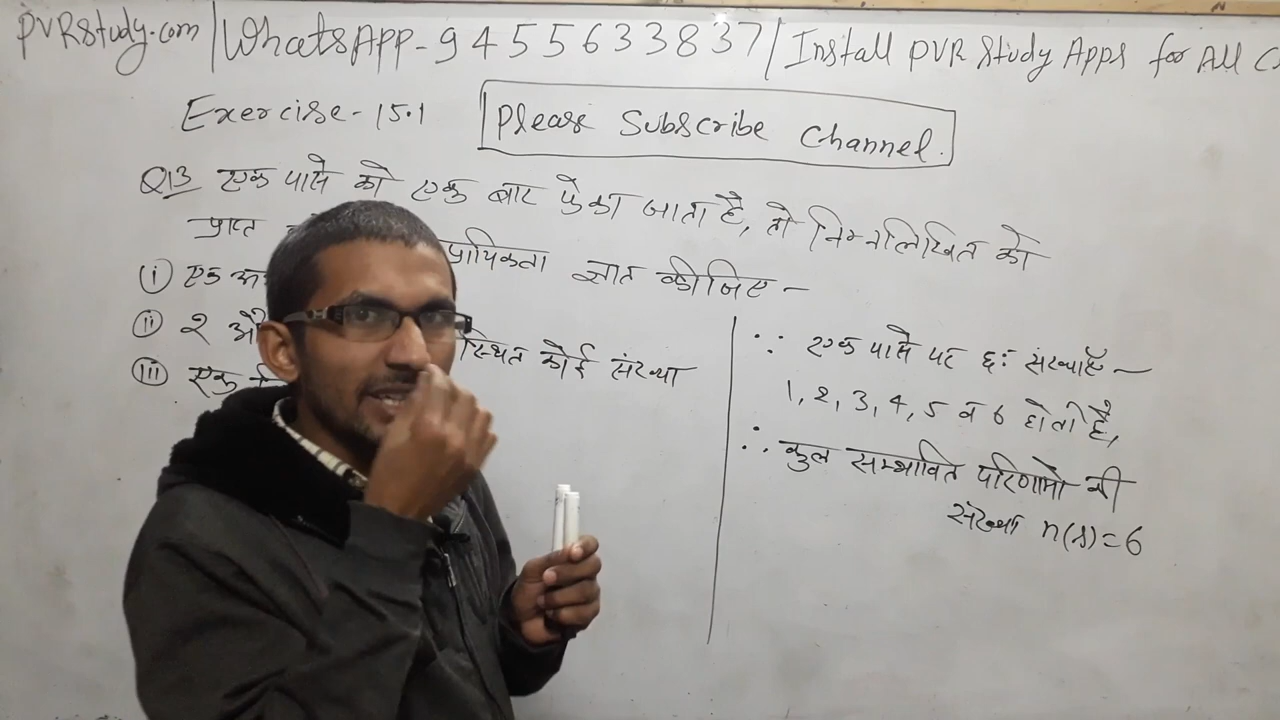 PVRStudy.com | WhatsApp-9455633837 | Install PVR Study Apps for All
Exercise-15.1
Please Subscribe Channel.
Q13 एक पासे को एक बार फेंका जाता है, तो निम्नलिखित को
प्राप्त प्रायिकता ज्ञात कीजिए-
(i) एक
(ii) २ स्थित कोई संख्या
(iii) एक
∵ एक पासे पर छः संख्याएँ-
1, 2, 3, 4, 5 व 6 होती हैं,
∴ कुल सम्भावित परिणामो की
संख्या n(s)=6